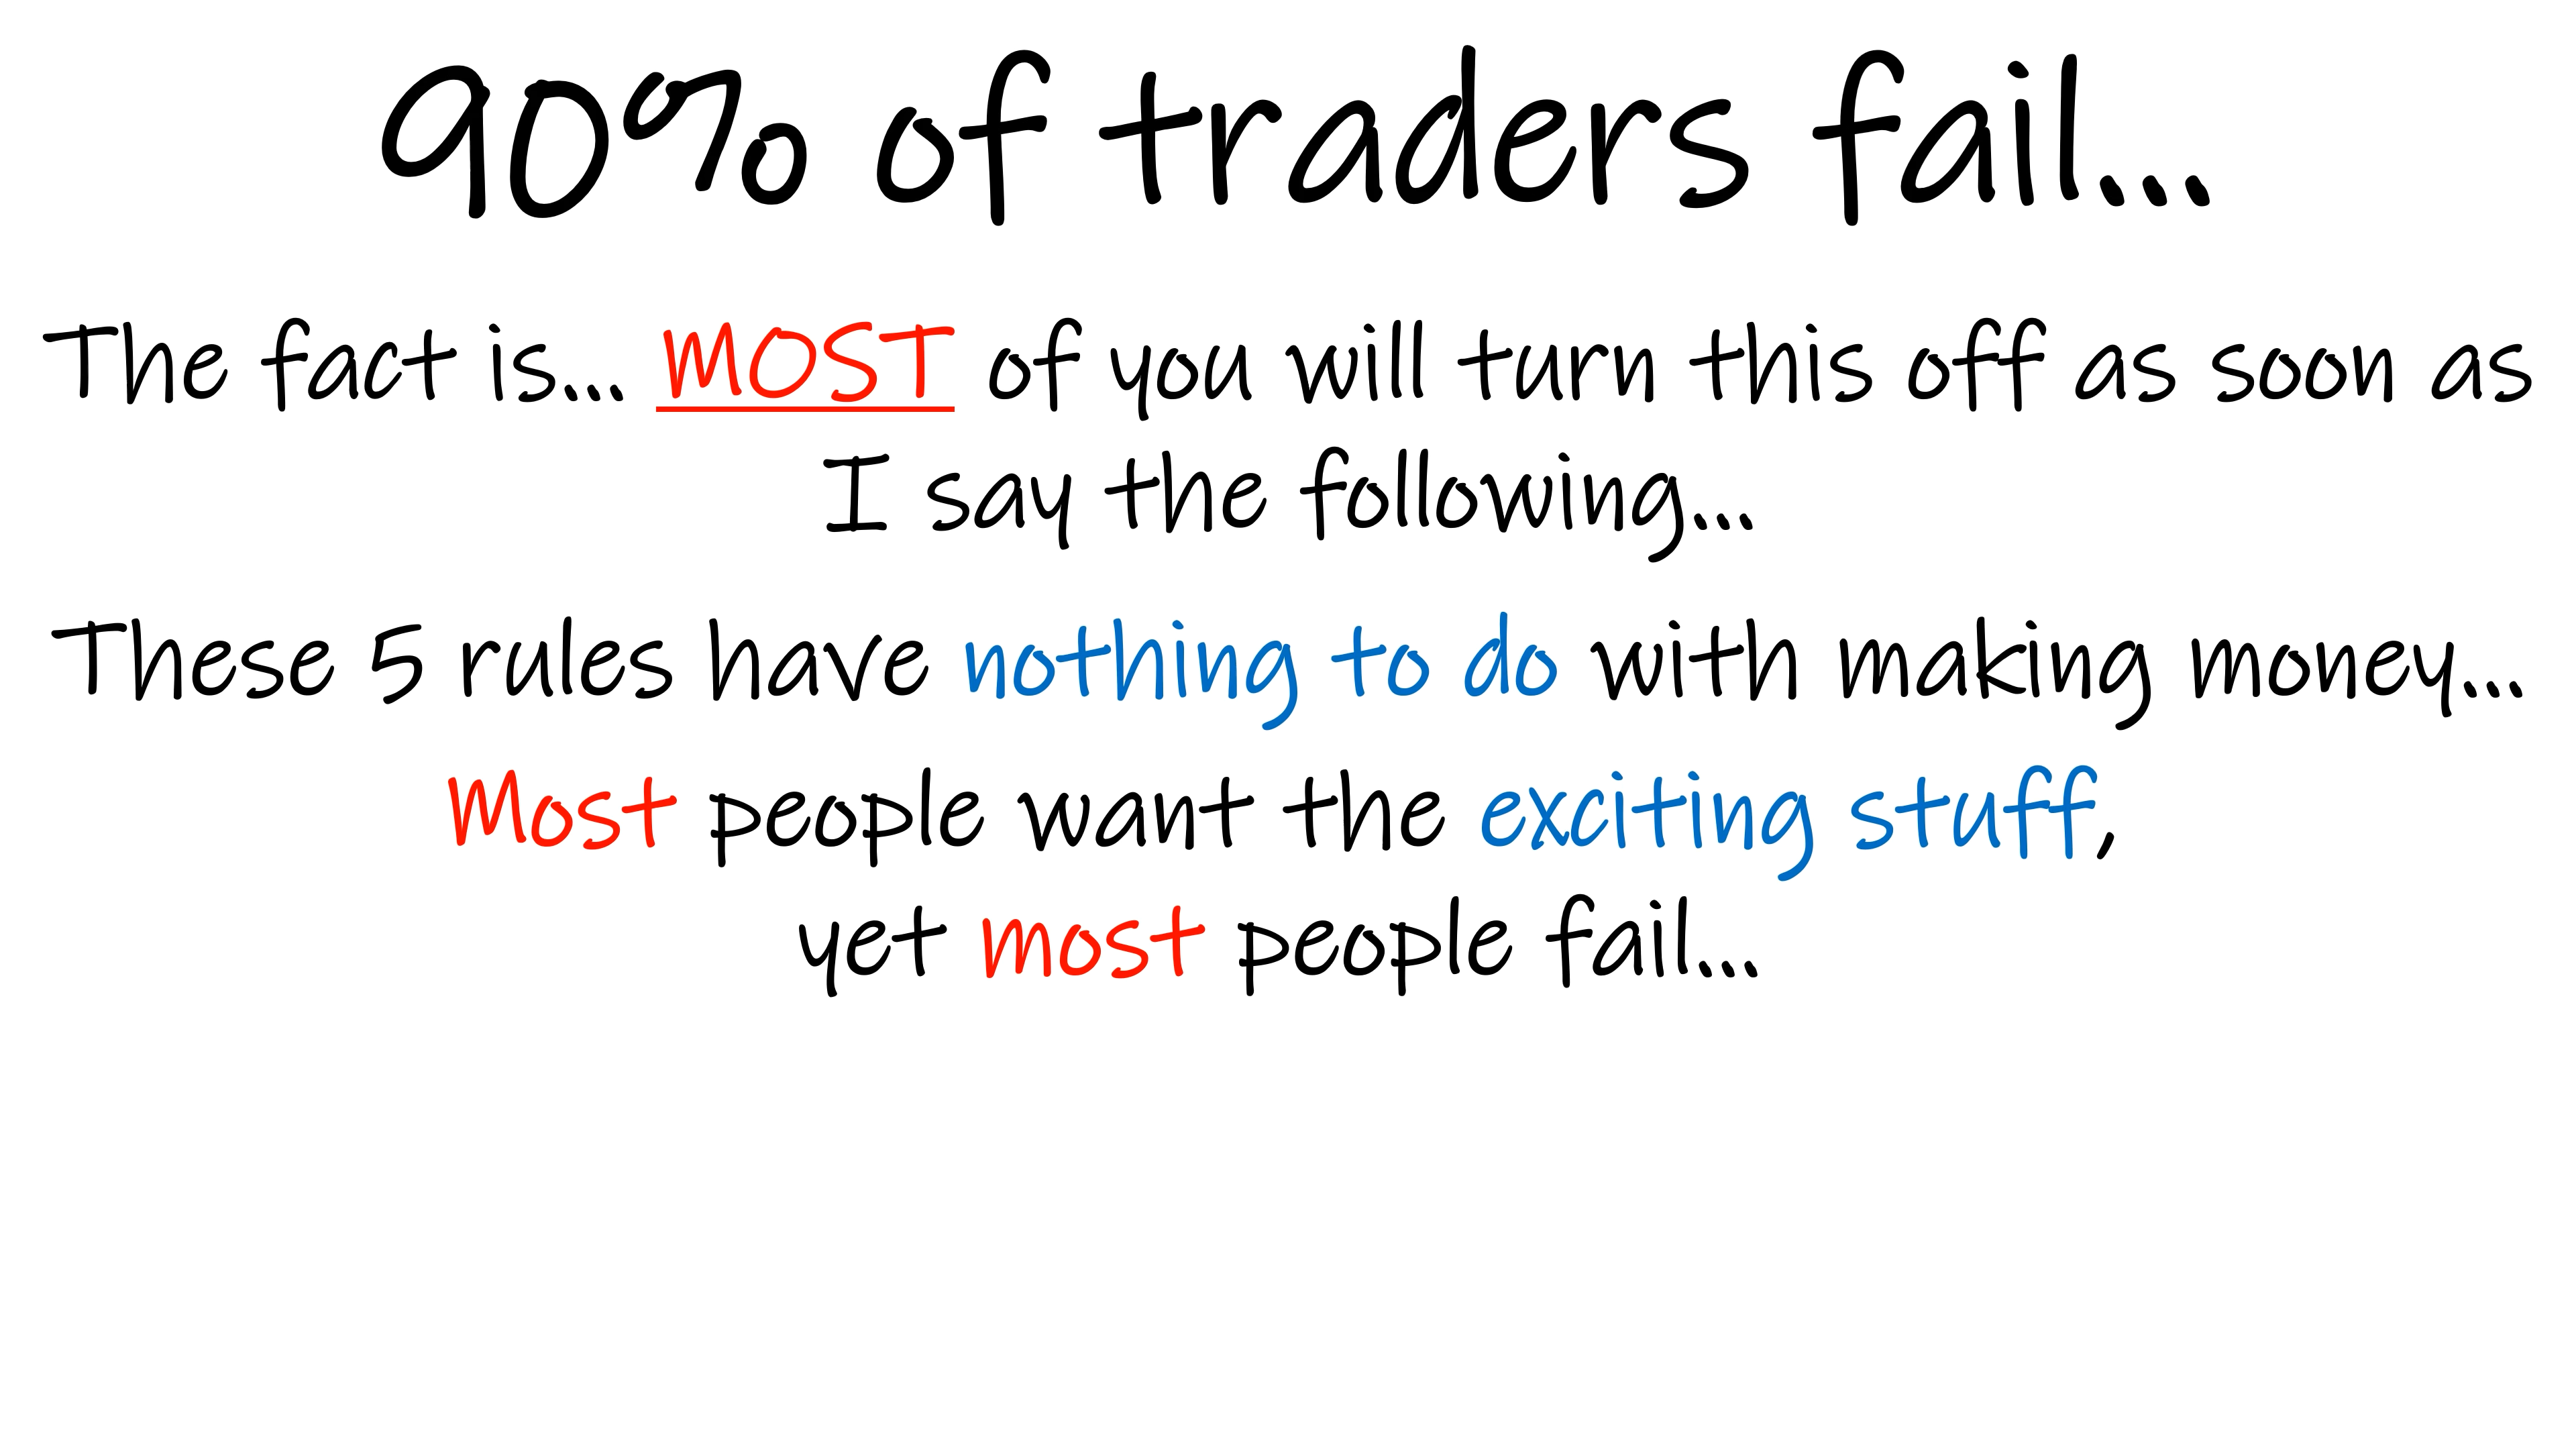 90% of traders fail...
The fact is... MOST of you will turn this off as soon as
I say the following...
These 5 rules have nothing to do with making money...
Most people want the exciting stuff,
yet most people fail...